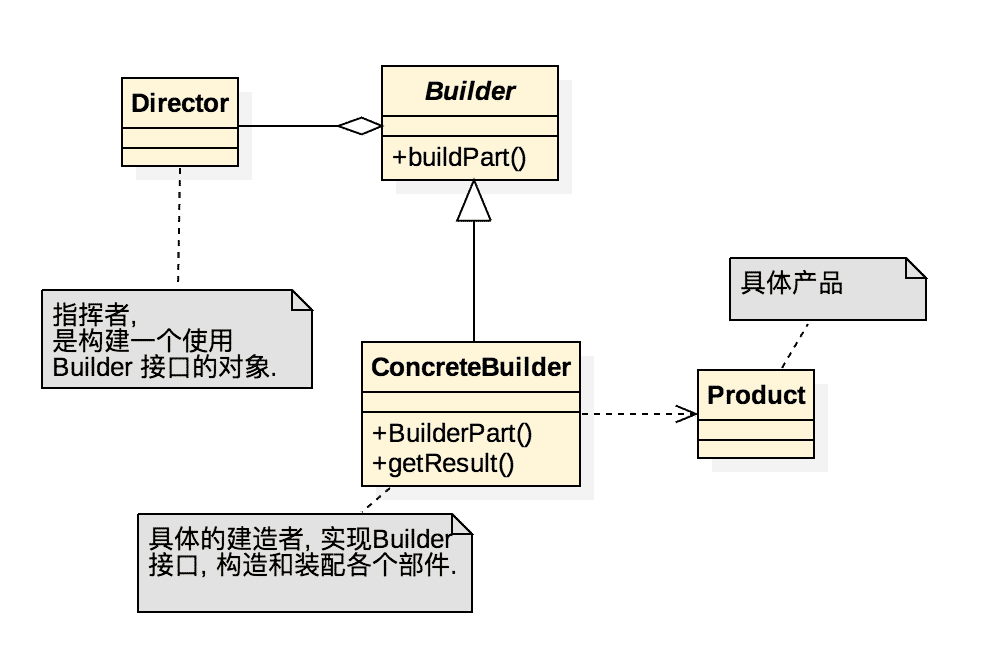 Director
Builder
+buildPart()
指挥者,
是构建一个使用
Builder 接口的对象.
具体产品
ConcreteBuilder
+BuilderPart()
+getResult()
Product
具体的建造者, 实现Builder
接口, 构造和装配各个部件.